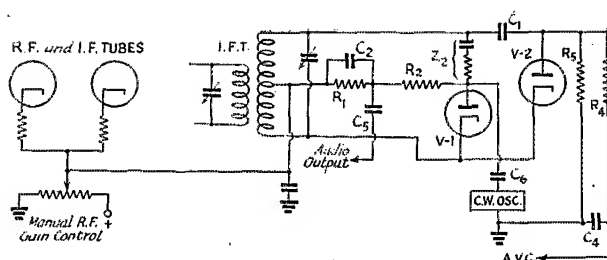 R.F. and I.F. TUBES
I.F.T.
C2
R1
C5
R2
Z2
C1
V-2
R5
R4
V-1
Audio
Output
C6
C.W. OSC.
C4
Manual R.F.
Gain Control
+
A.V.C.